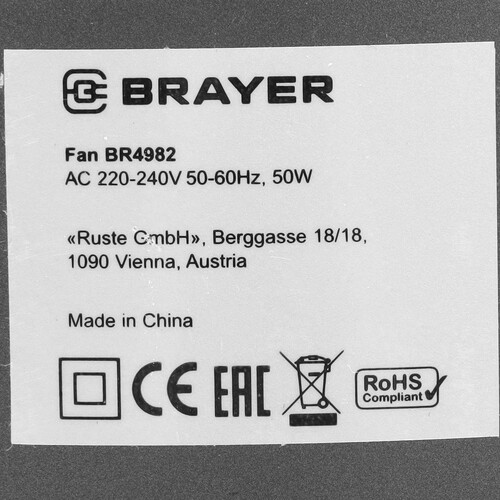 BRAYER
Fan BR4982
AC 220-240V 50-60Hz, 50W
«Ruste GmbH», Berggasse 18/18,
1090 Vienna, Austria
Made in China
CE EAC RoHS
Compliant